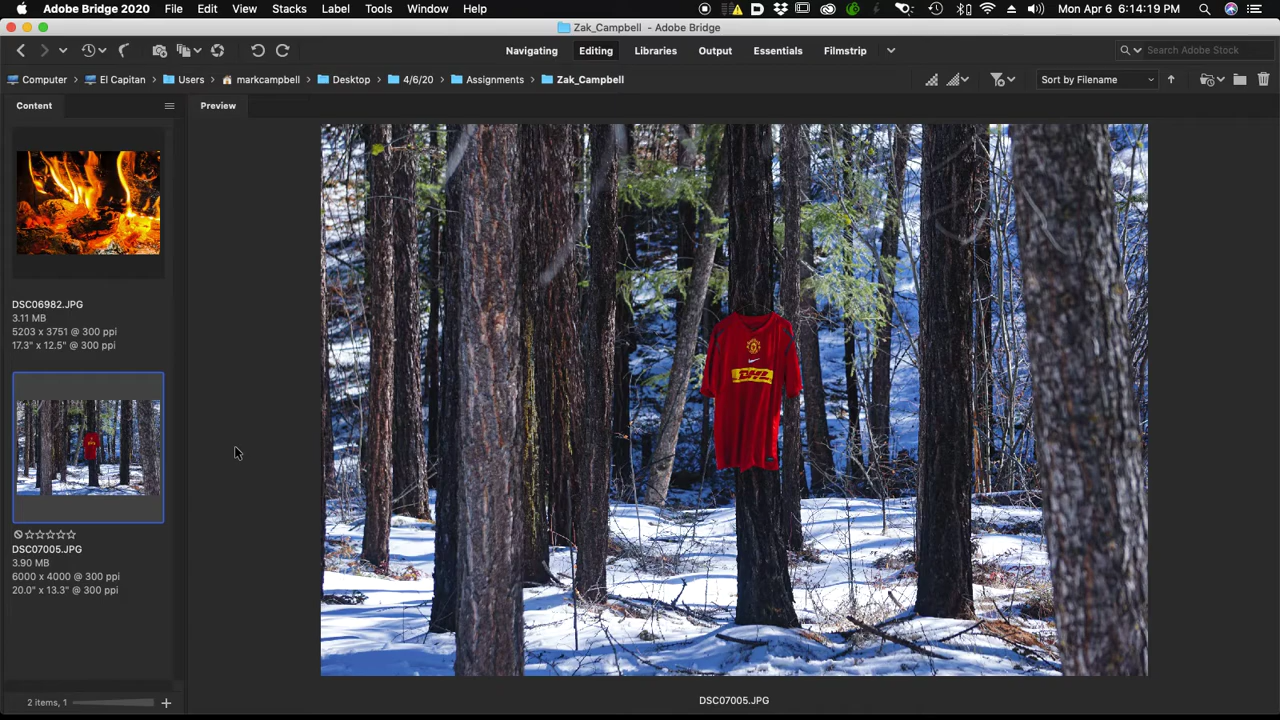 Adobe Bridge 2020 File Edit View Stacks Label Tools Window Help Mon Apr 6 6:14:19 PM
Zak_Campbell - Adobe Bridge
Navigating Editing Libraries Output Essentials Filmstrip Search Adobe Stock
Computer El Capitan Users markcampbell Desktop 4/6/20 Assignments Zak_Campbell Sort by Filename
Content Preview
DSC06982.JPG
3.11 MB
5203 x 3751 @ 300 ppi
17.3" x 12.5" @ 300 ppi
DHL
DSC07005.JPG
3.90 MB
6000 x 4000 @ 300 ppi
20.0" x 13.3" @ 300 ppi
2 items, 1
DSC07005.JPG